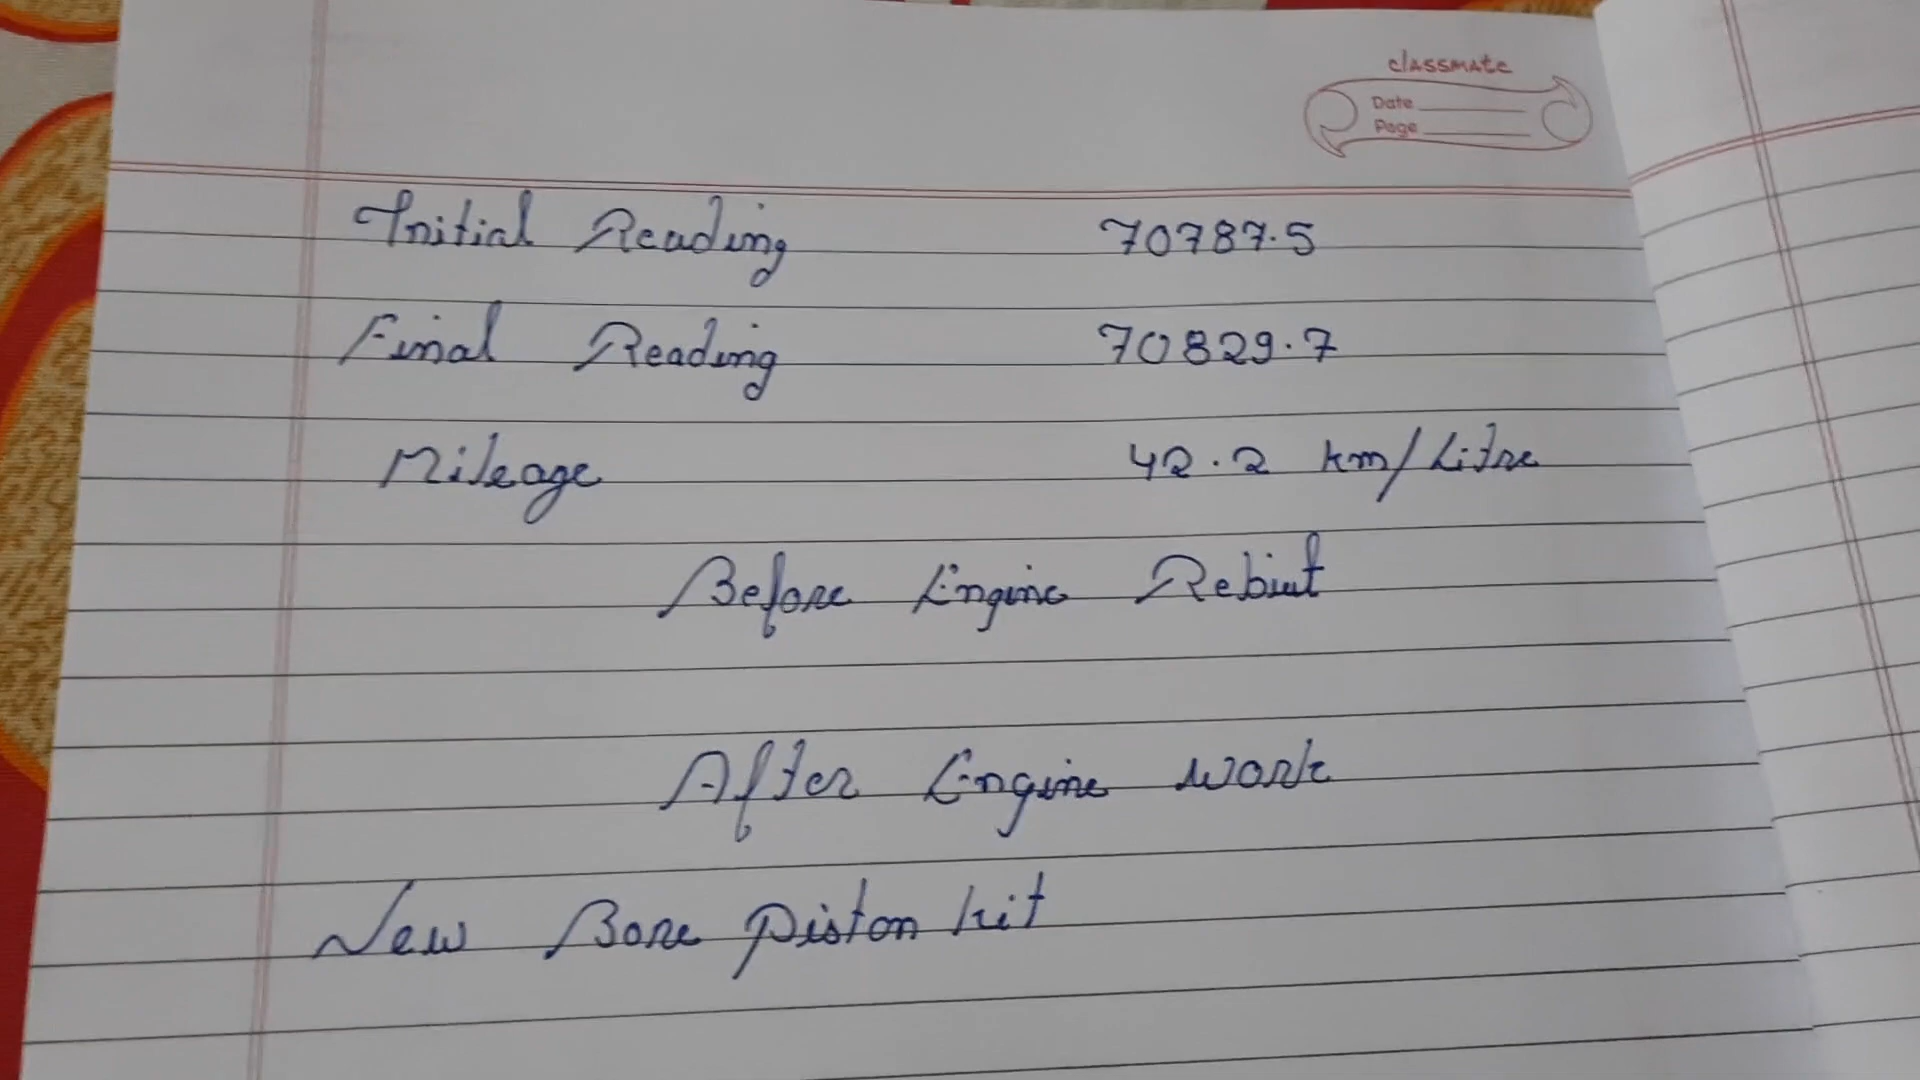 classmate
Date
Page
Initial Reading 70787.5
Final Reading 70829.7
Mileage 42.2 km/Litre
Before Engine Rebiut
After Engine work
New Bore piston kit